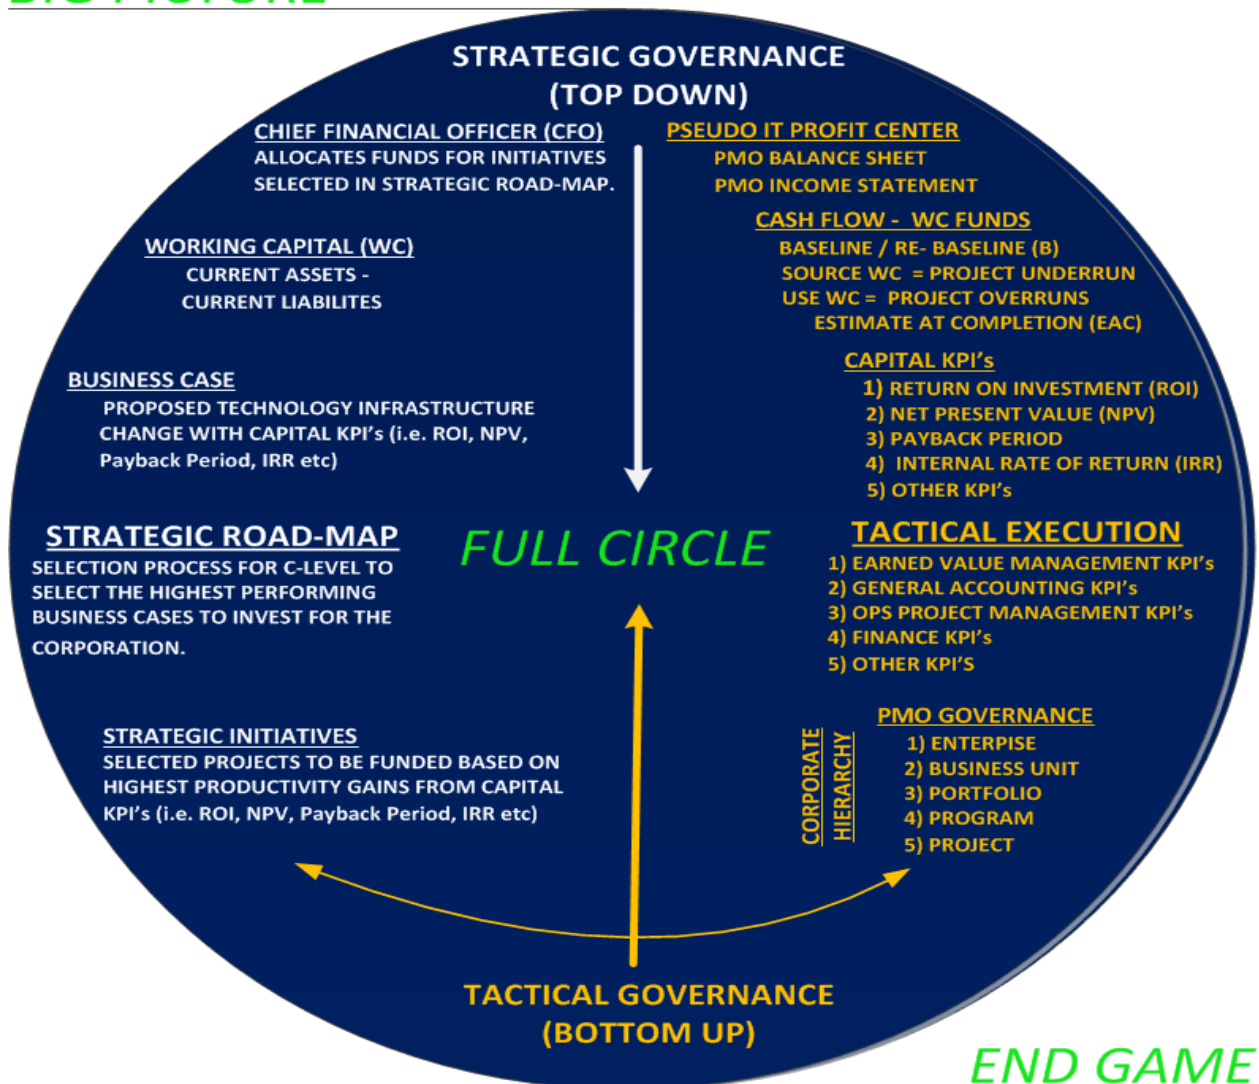 STRATEGIC GOVERNANCE
(TOP DOWN)
CHIEF FINANCIAL OFFICER (CFO)
ALLOCATES FUNDS FOR INITIATIVES
SELECTED IN STRATEGIC ROAD-MAP.
WORKING CAPITAL (WC)
CURRENT ASSETS -
CURRENT LIABILITES
BUSINESS CASE
PROPOSED TECHNOLOGY INFRASTRUCTURE
CHANGE WITH CAPITAL KPI's (i.e. ROI, NPV,
Payback Period, IRR etc)
STRATEGIC ROAD-MAP
SELECTION PROCESS FOR C-LEVEL TO
SELECT THE HIGHEST PERFORMING
BUSINESS CASES TO INVEST FOR THE
CORPORATION.
STRATEGIC INITIATIVES
SELECTED PROJECTS TO BE FUNDED BASED ON
HIGHEST PRODUCTIVITY GAINS FROM CAPITAL
KPI's (i.e. ROI, NPV, Payback Period, IRR etc)
FULL CIRCLE
PSEUDO IT PROFIT CENTER
PMO BALANCE SHEET
PMO INCOME STATEMENT
CASH FLOW - WC FUNDS
BASELINE / RE- BASELINE (B)
SOURCE WC = PROJECT UNDERRUN
USE WC = PROJECT OVERRUNS
ESTIMATE AT COMPLETION (EAC)
CAPITAL KPI's
1) RETURN ON INVESTMENT (ROI)
2) NET PRESENT VALUE (NPV)
3) PAYBACK PERIOD
4) INTERNAL RATE OF RETURN (IRR)
5) OTHER KPI's
TACTICAL EXECUTION
1) EARNED VALUE MANAGEMENT KPI's
2) GENERAL ACCOUNTING KPI's
3) OPS PROJECT MANAGEMENT KPI's
4) FINANCE KPI's
5) OTHER KPI'S
PMO GOVERNANCE
1) ENTERPISE
2) BUSINESS UNIT
3) PORTFOLIO
4) PROGRAM
5) PROJECT
CORPORATE
HIERARCHY
TACTICAL GOVERNANCE
(BOTTOM UP)
END GAME